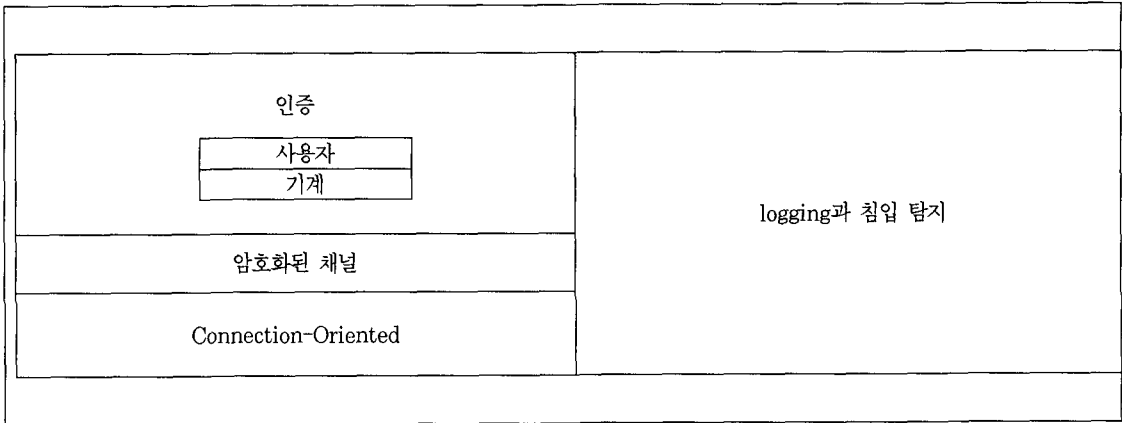 인증
사용자
기계
암호화된 채널
Connection-Oriented
logging과 침입 탐지